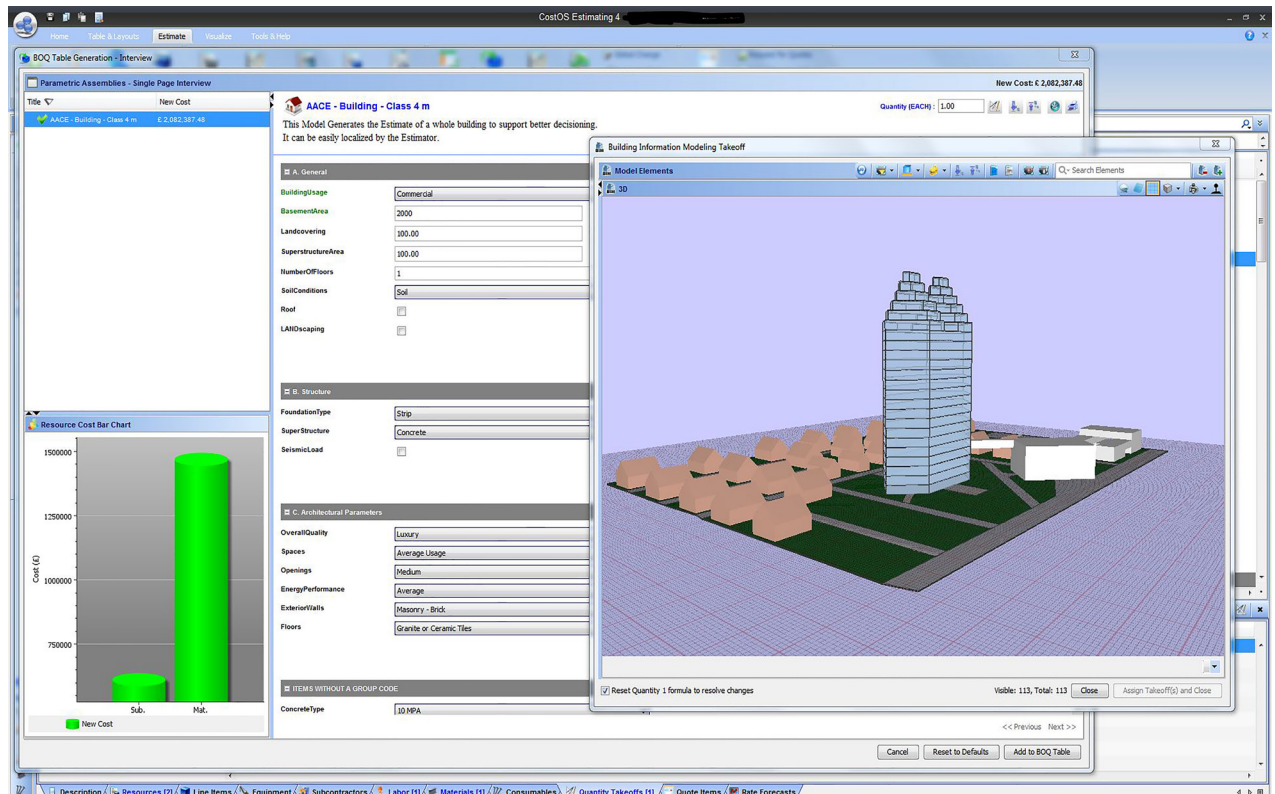 CostOS Estimating 4
Home Table & Layouts Estimate Visualize Tools & Help
BOQ Table Generation - Interview
Parametric Assemblies - Single Page Interview
New Cost: £ 2,082,387.48
Title New Cost
AACE - Building - Class 4 m £ 2,082,387.48
AACE - Building - Class 4 m
Quantity (EACH) : 1.00
This Model Generates the Estimate of a whole building to support better decisioning.
It can be easily localized by the Estimator.
A. General
BuildingUsage Commercial
BasementArea 2000
Landcovering 100.00
SuperstructureArea 100.00
NumberOfFloors 1
SoilConditions Soil
Roof
LANDscaping
B. Structure
FoundationType Strip
SuperStructure Concrete
SeismicLoad
C. Architectural Parameters
OverallQuality Luxury
Spaces Average Usage
Openings Medium
EnergyPerformance Average
ExteriorWalls Masonry - Brick
Floors Granite or Ceramic Tiles
ITEMS WITHOUT A GROUP CODE
ConcreteType 10 MPA
<< Previous Next >>
Cancel Reset to Defaults Add to BOQ Table
Resource Cost Bar Chart
1500000
1250000
1000000
750000
Cost (£)
Sub. Mat.
New Cost
Building Information Modeling Takeoff
Model Elements
Search Elements
3D
Reset Quantity 1 formula to resolve changes
Visible: 113, Total: 113 Close Assign Takeoff(s) and Close
Description Resources [2] Line Items Equipment Subcontractors Labor [1] Materials [1] Consumables Quantity Takeoffs [1] Quote Items Rate Forecasts